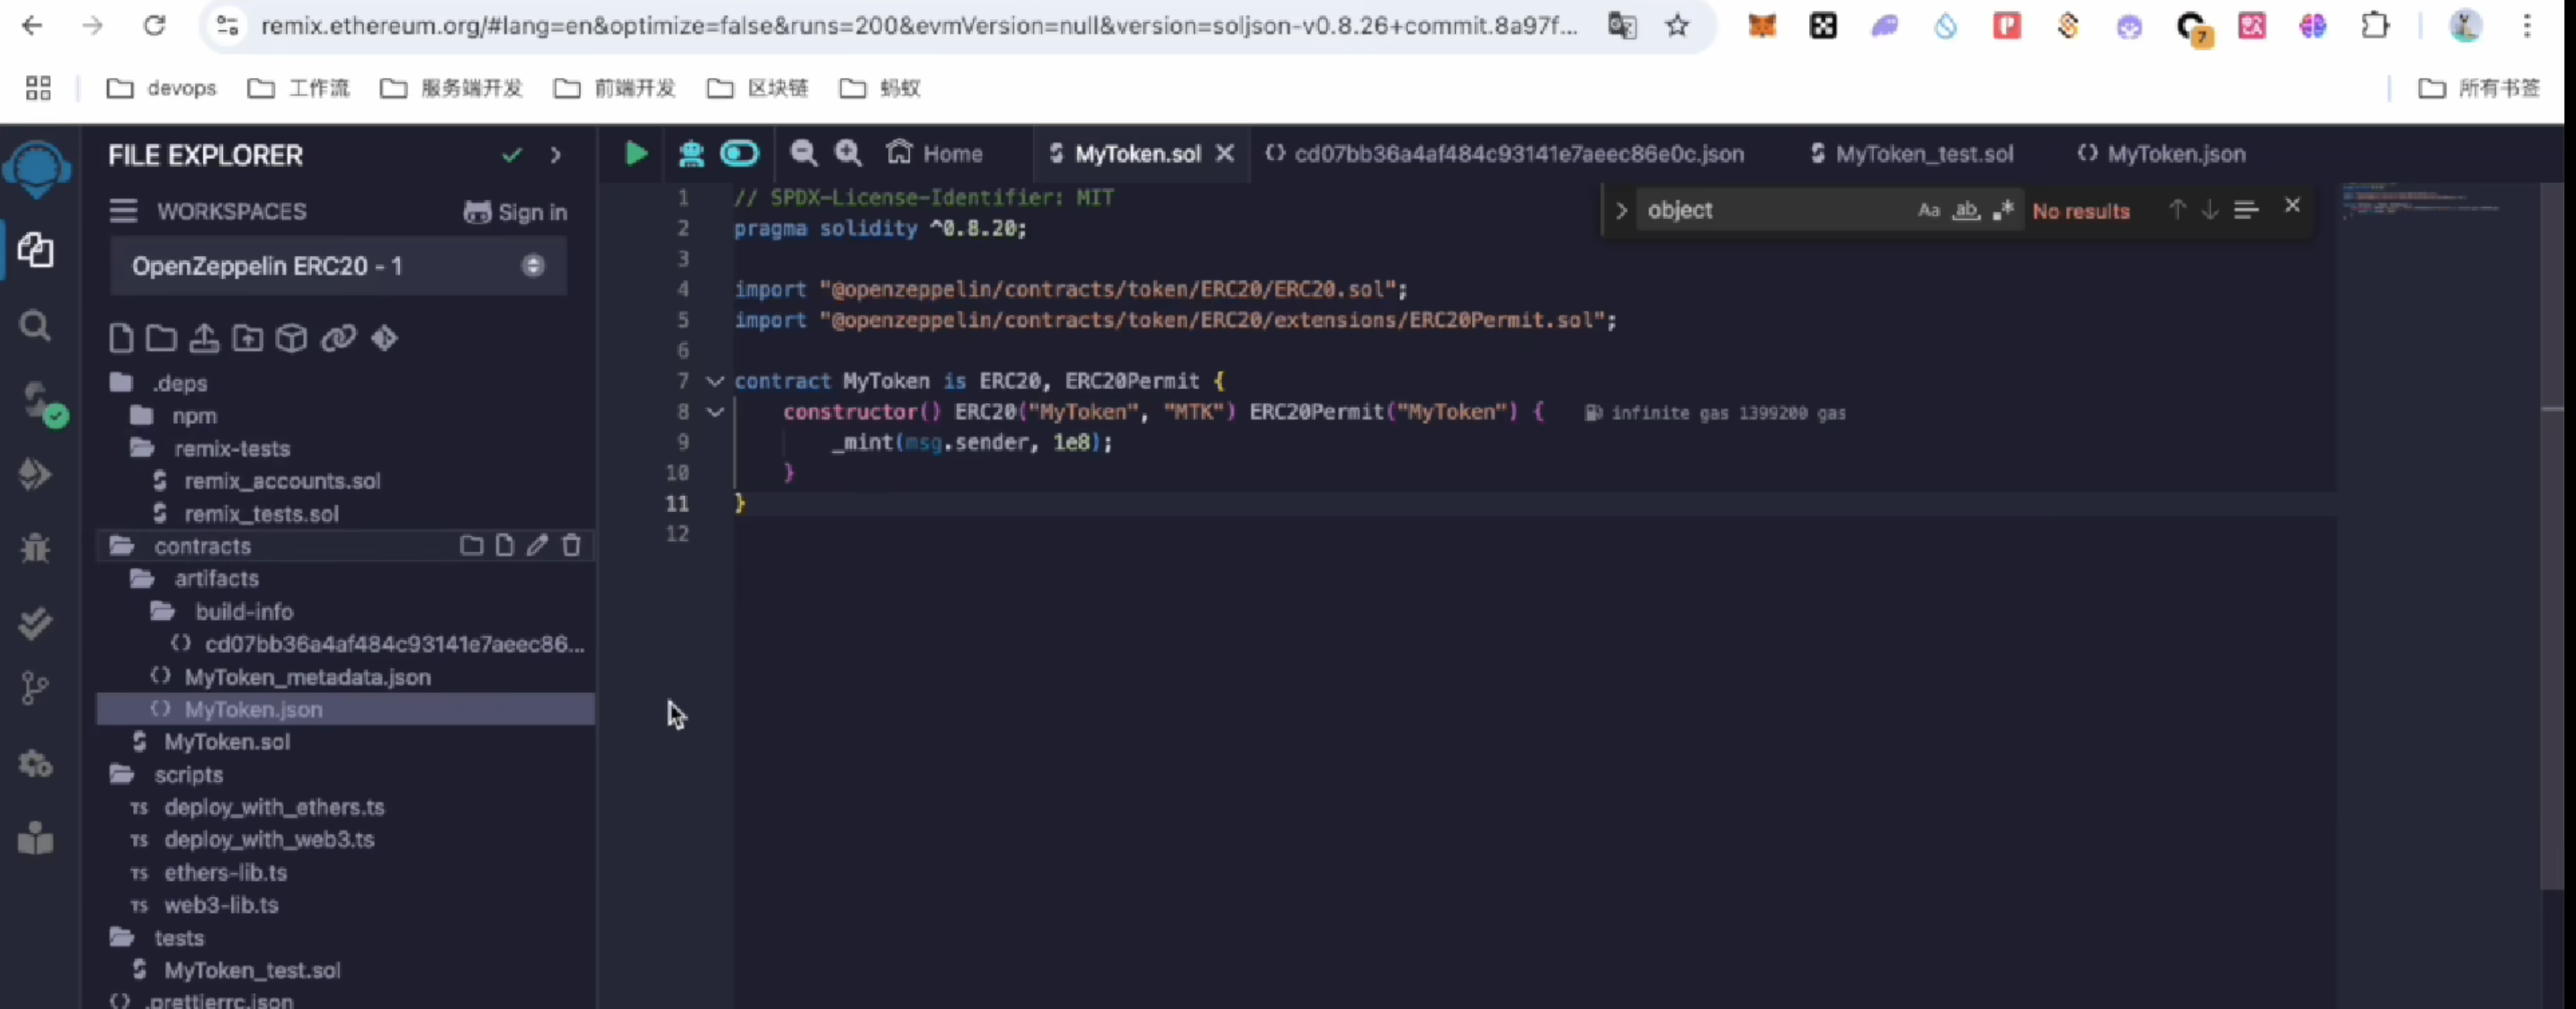 remix.ethereum.org/#lang=en&optimize=false&runs=200&evmVersion=null&version=soljson-v0.8.26+commit.8a97f...
7
devops 工作流 服务端开发 前端开发 区块链 蚂蚁 所有书签
FILE EXPLORER
Home MyToken.sol cd07bb36a4af484c93141e7aeec86e0c.json MyToken_test.sol MyToken.json
WORKSPACES Sign in
OpenZeppelin ERC20 - 1
.deps
npm
remix-tests
remix_accounts.sol
remix_tests.sol
contracts
artifacts
build-info
cd07bb36a4af484c93141e7aeec86...
MyToken_metadata.json
MyToken.json
MyToken.sol
scripts
TS deploy_with_ethers.ts
TS deploy_with_web3.ts
TS ethers-lib.ts
TS web3-lib.ts
tests
MyToken_test.sol
.prettierrc.json
object Aa ab No results
1 // SPDX-License-Identifier: MIT
2 pragma solidity ^0.8.20;
3
4 import "@openzeppelin/contracts/token/ERC20/ERC20.sol";
5 import "@openzeppelin/contracts/token/ERC20/extensions/ERC20Permit.sol";
6
7 contract MyToken is ERC20, ERC20Permit {
8 constructor() ERC20("MyToken", "MTK") ERC20Permit("MyToken") { infinite gas 1399200 gas
9 _mint(msg.sender, 1e8);
10 }
11 }
12